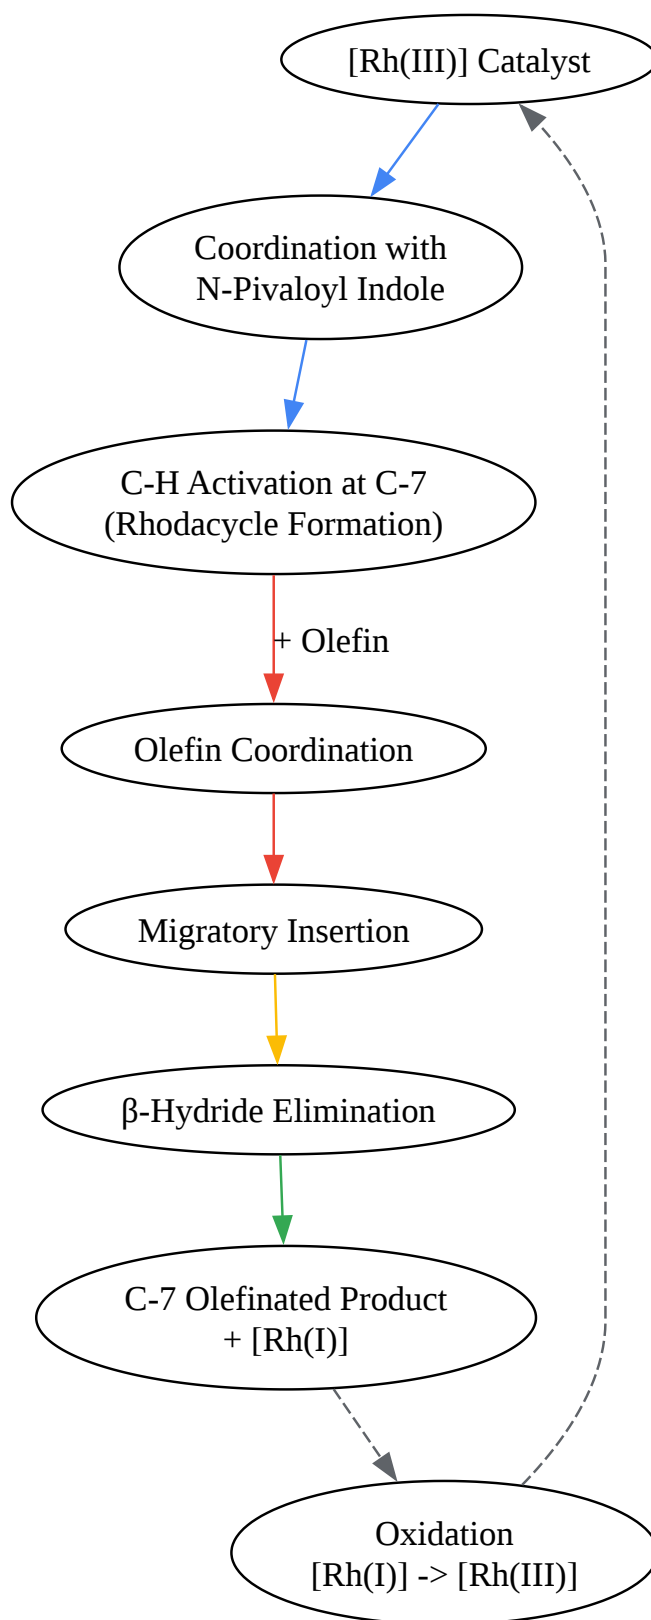 [Rh(III)] Catalyst
Coordination with
N-Pivaloyl Indole
C-H Activation at C-7
(Rhodacycle Formation)
+ Olefin
Olefin Coordination
Migratory Insertion
β-Hydride Elimination
C-7 Olefinated Product
+ [Rh(I)]
Oxidation
[Rh(I)] -> [Rh(III)]